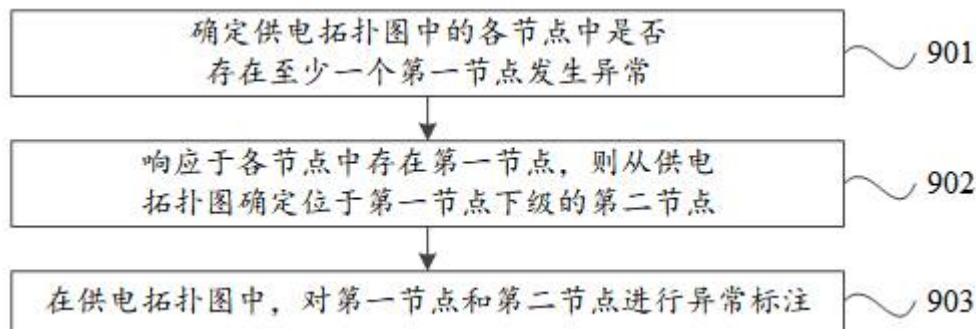 确定供电拓扑图中的各节点中是否
存在至少一个第一节点发生异常
901
响应于各节点中存在第一节点，则从供电
拓扑图确定位于第一节点下级的第二节点
902
在供电拓扑图中，对第一节点和第二节点进行异常标注
903